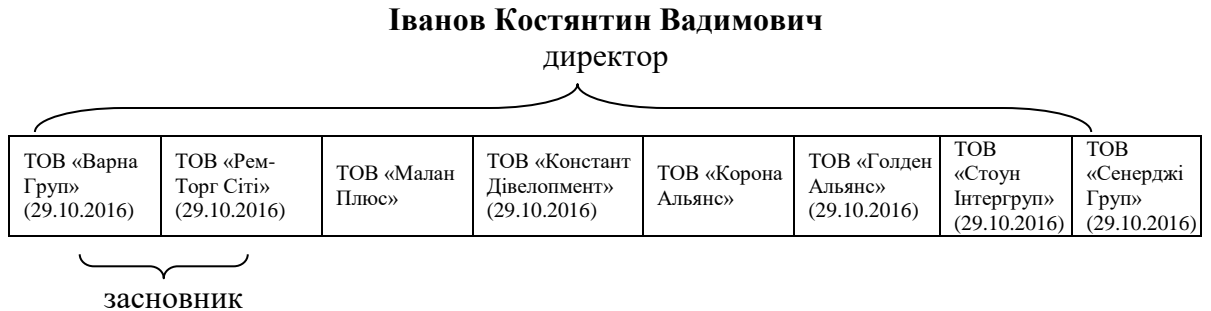 Іванов Костянтин Вадимович
директор
ТОВ «Варна
Груп»
(29.10.2016)
ТОВ «Рем-
Торг Сіті»
(29.10.2016)
ТОВ «Малан
Плюс»
ТОВ «Констант
Дівелопмент»
(29.10.2016)
ТОВ «Корона
Альянс»
ТОВ «Голден
Альянс»
(29.10.2016)
ТОВ
«Стоун
Інтергруп»
(29.10.2016)
ТОВ
«Сенерджі
Груп»
(29.10.2016)
засновник